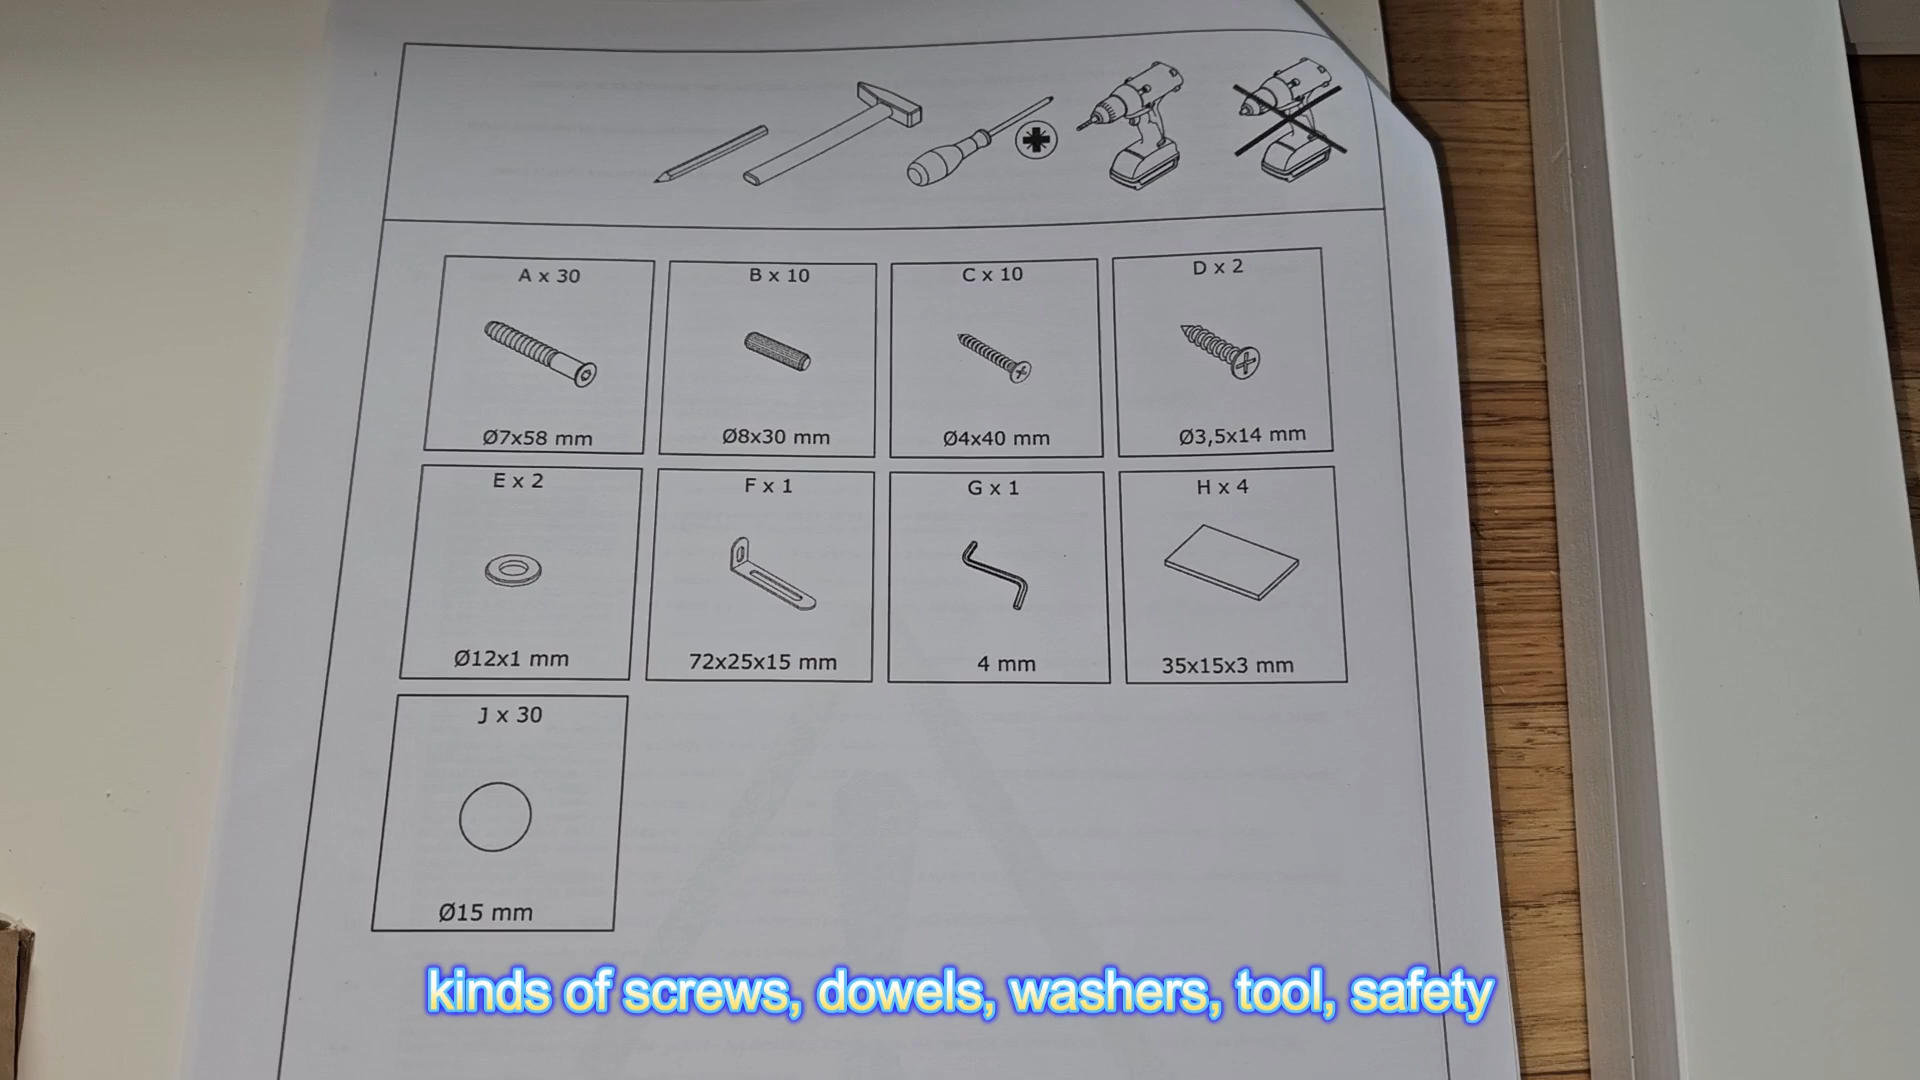 A x 30
B x 10
C x 10
D x 2
Ø7x58 mm
Ø8x30 mm
Ø4x40 mm
Ø3,5x14 mm
E x 2
F x 1
G x 1
H x 4
Ø12x1 mm
72x25x15 mm
4 mm
35x15x3 mm
J x 30
Ø15 mm
kinds of screws, dowels, washers, tool, safety